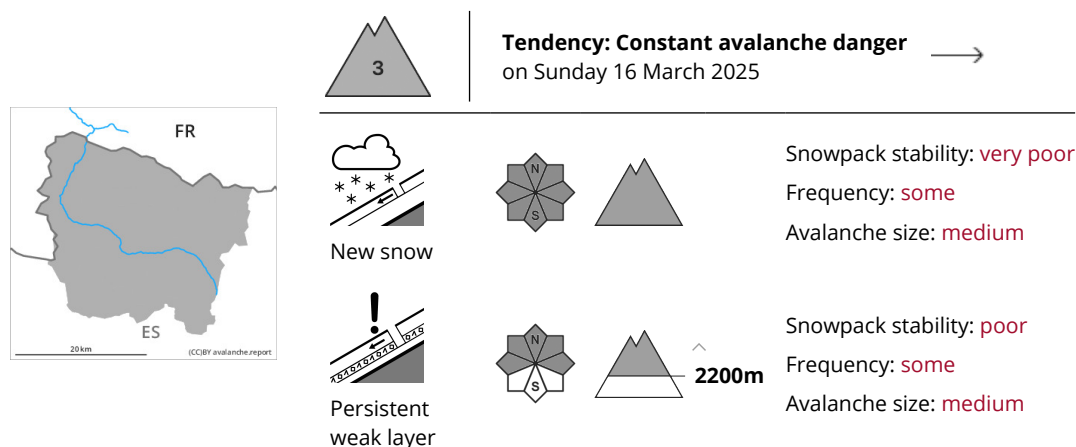 3
Tendency: Constant avalanche danger
on Sunday 16 March 2025
FR
ES
20 km
(CC)BY avalanche.report
New snow
N
S
Snowpack stability: very poor
Frequency: some
Avalanche size: medium
Persistent
weak layer
N
S
2200m
Snowpack stability: poor
Frequency: some
Avalanche size: medium